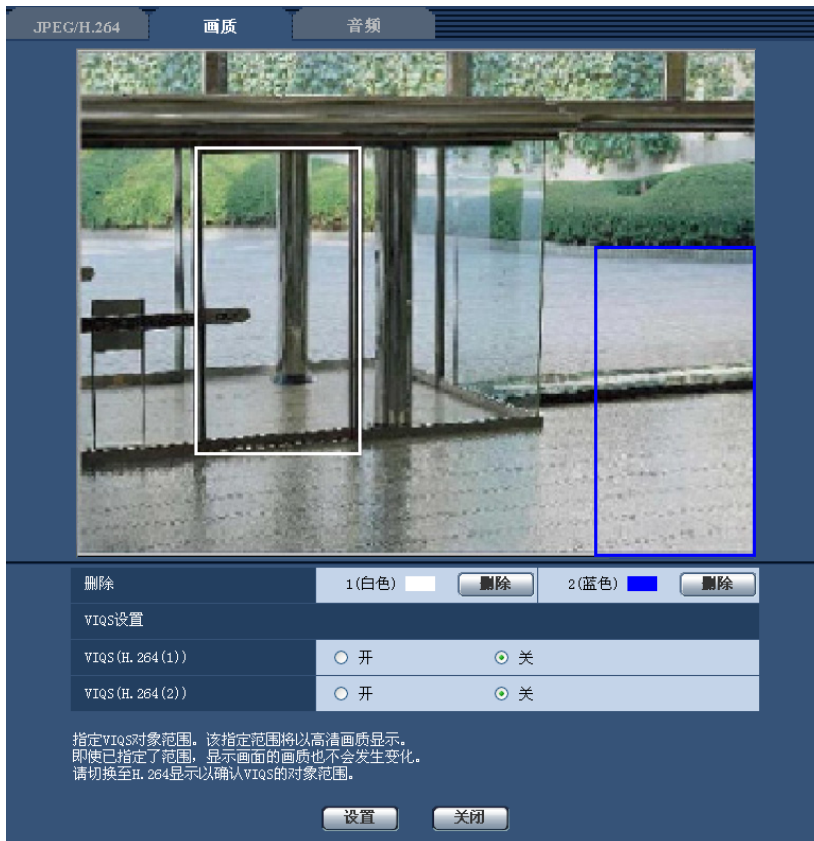 JPEG/H.264 画质 音频
删除 1(白色) 删除 2(蓝色) 删除
VIQS设置
VIQS(H.264(1)) 开 关
VIQS(H.264(2)) 开 关
指定VIQS对象范围。该指定范围将以高清画质显示。
即使已指定了范围，显示画面的画质也不会发生变化。
请切换至H.264显示以确认VIQS的对象范围。
设置 关闭